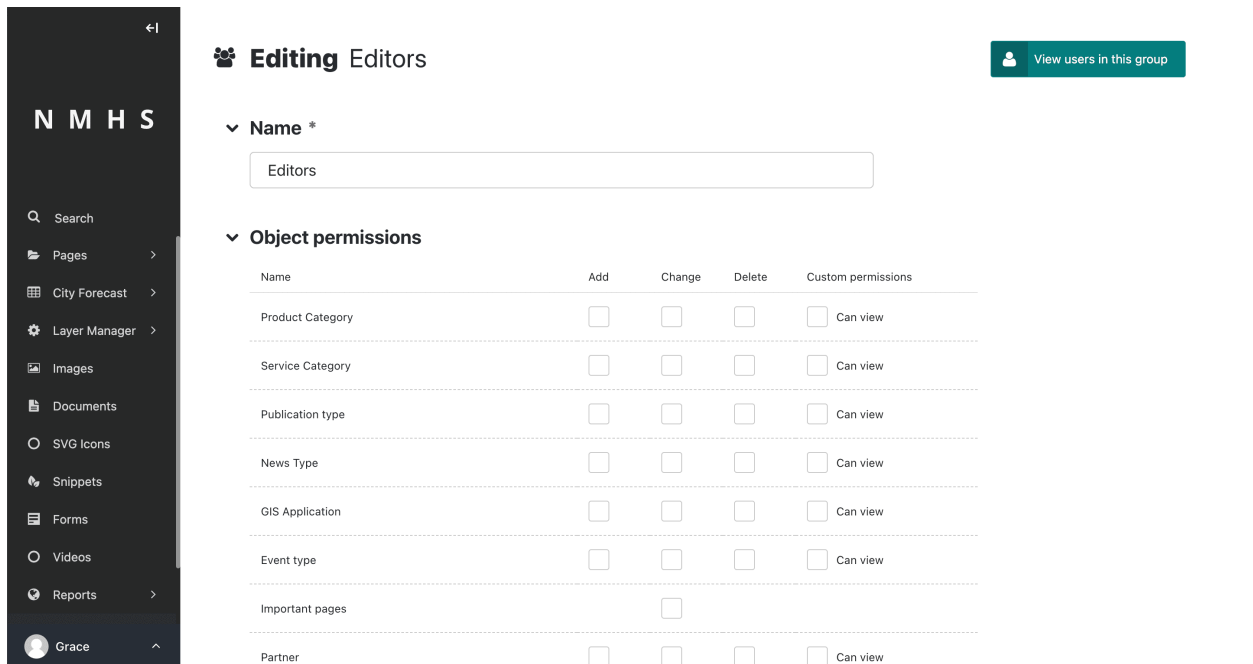 NMHS
Search
Pages
City Forecast
Layer Manager
Images
Documents
SVG Icons
Snippets
Forms
Videos
Reports
Grace
Editing Editors
View users in this group
Name *
Editors
Object permissions
Name Add Change Delete Custom permissions
Product Category Can view
Service Category Can view
Publication type Can view
News Type Can view
GIS Application Can view
Event type Can view
Important pages
Partner Can view